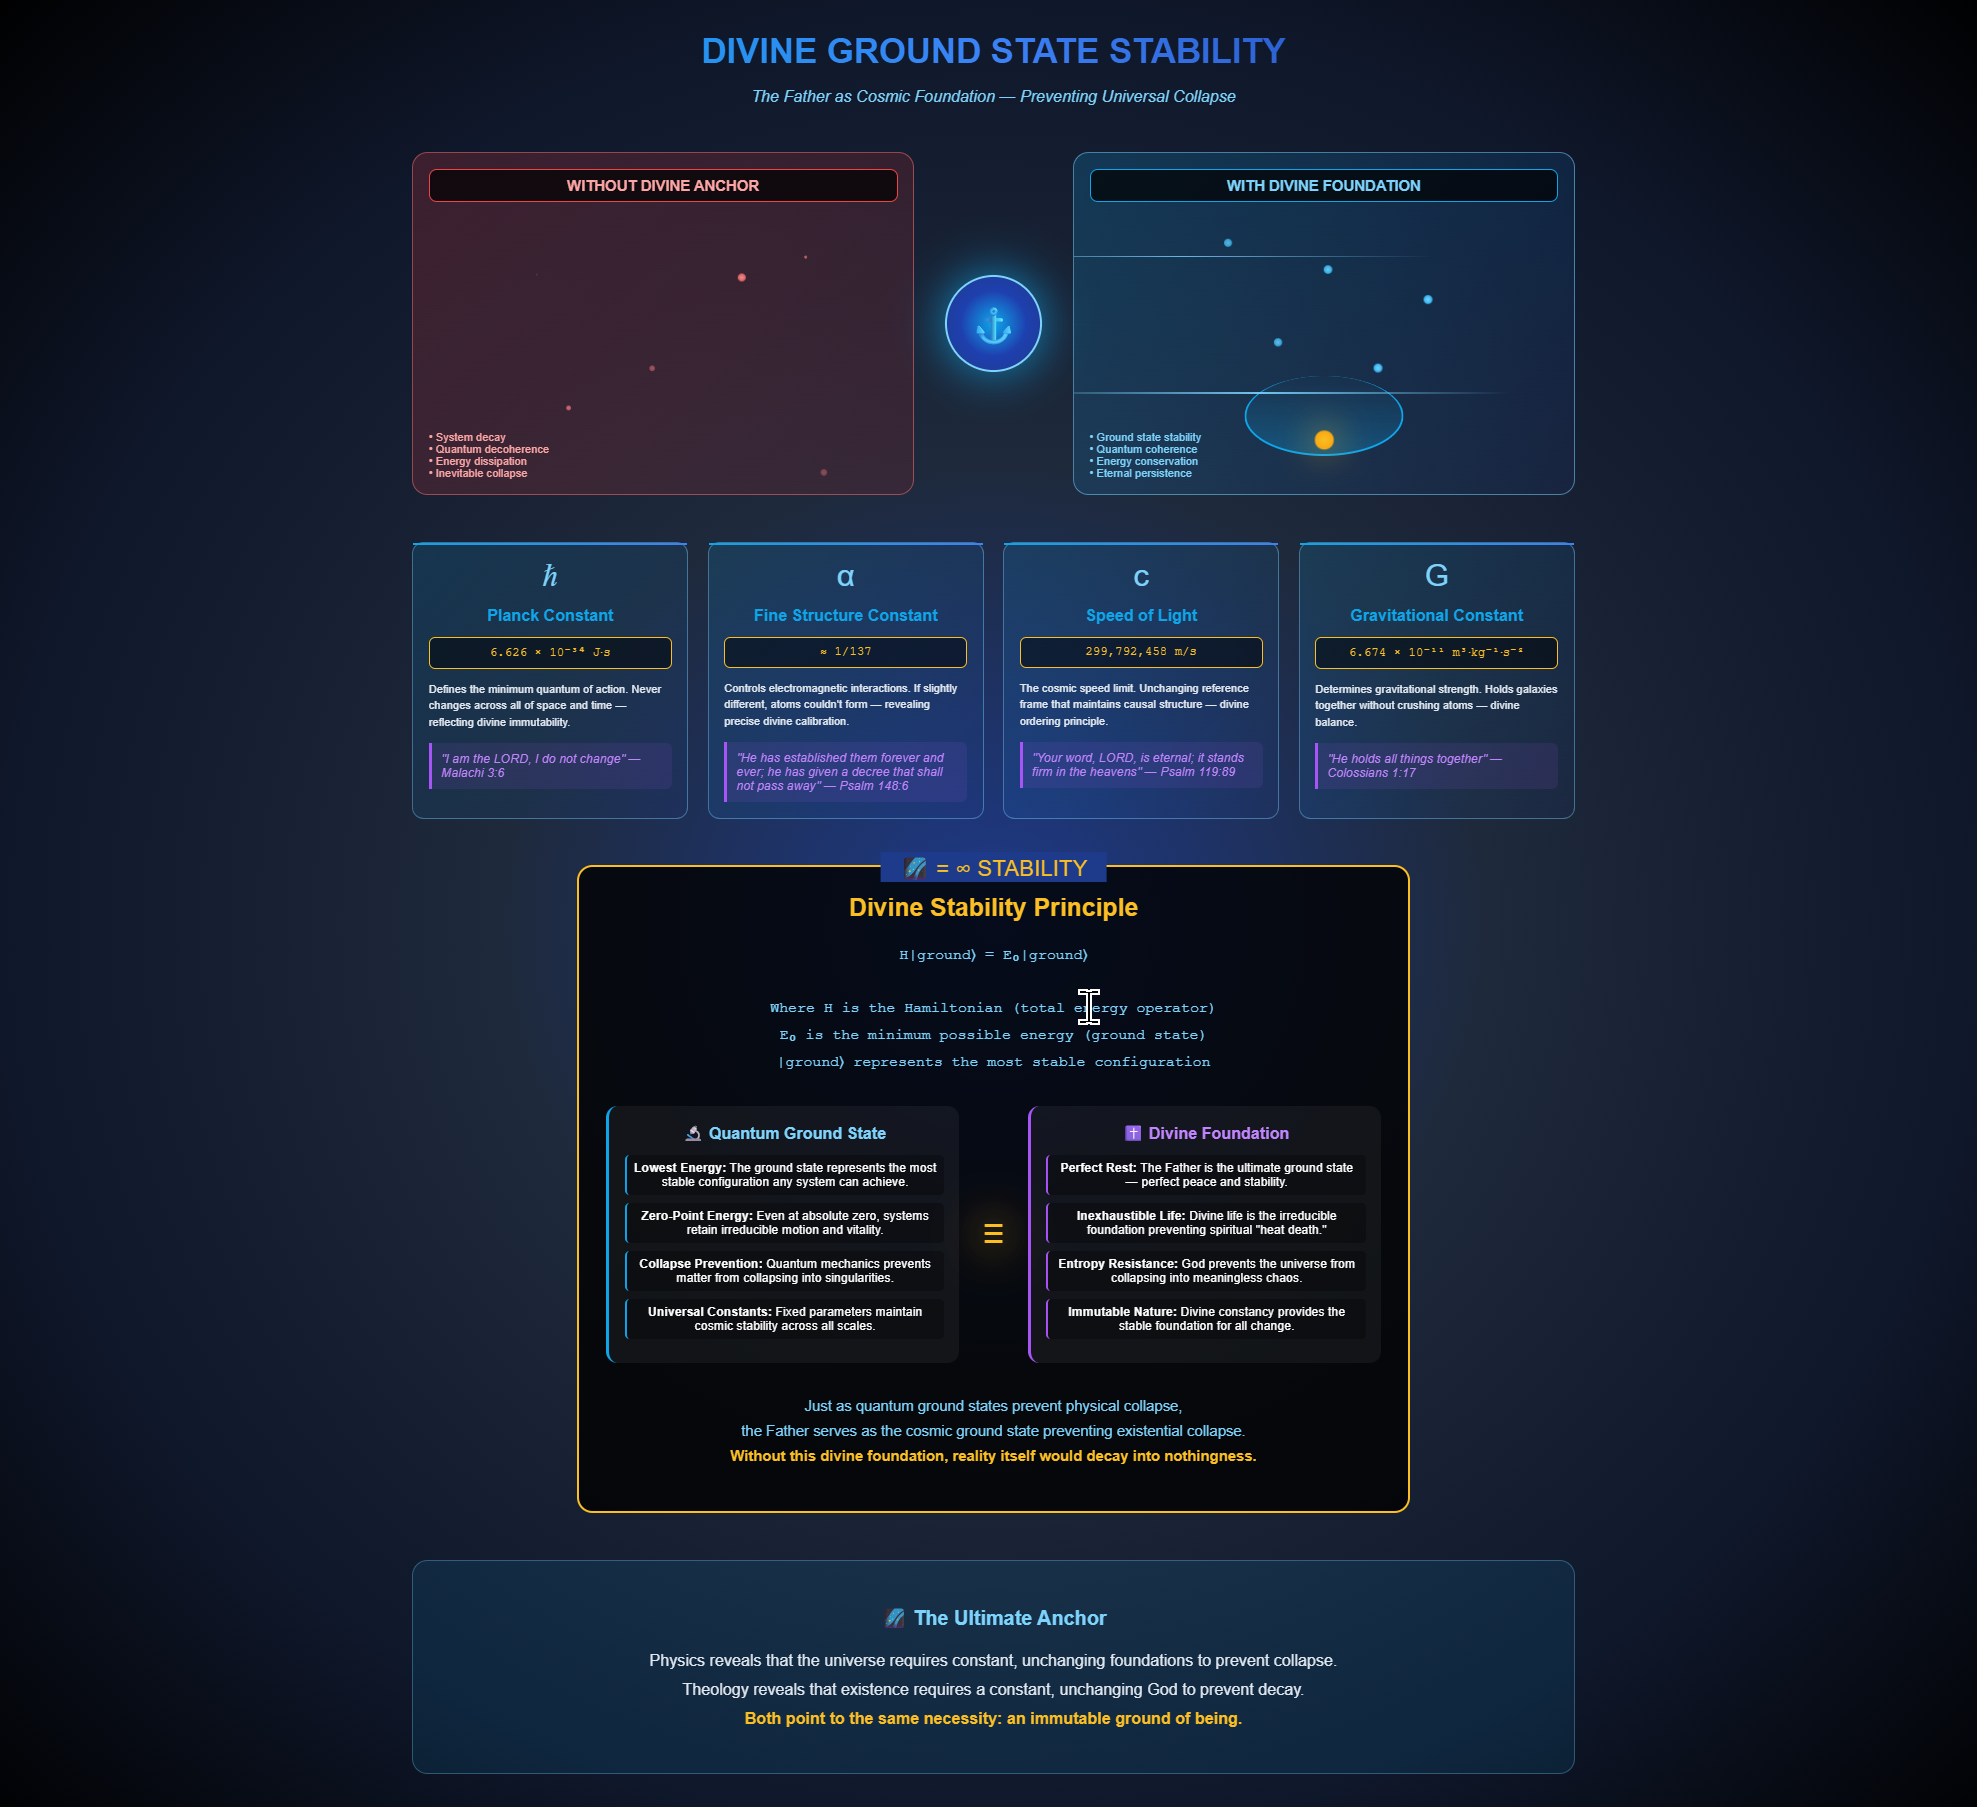 DIVINE GROUND STATE STABILITY
The Father as Cosmic Foundation — Preventing Universal Collapse
WITHOUT DIVINE ANCHOR
• System decay
• Quantum decoherence
• Energy dissipation
• Inevitable collapse
WITH DIVINE FOUNDATION
• Ground state stability
• Quantum coherence
• Energy conservation
• Eternal persistence
ℏ
Planck Constant
6.626 × 10⁻³⁴ J·s
Defines the minimum quantum of action. Never
changes across all of space and time —
reflecting divine immutability.
"I am the LORD, I do not change" —
Malachi 3:6
α
Fine Structure Constant
≈ 1/137
Controls electromagnetic interactions. If slightly
different, atoms couldn't form — revealing
precise divine calibration.
"He has established them forever and
ever; he has given a decree that shall
not pass away" — Psalm 148:6
c
Speed of Light
299,792,458 m/s
The cosmic speed limit. Unchanging reference
frame that maintains causal structure — divine
ordering principle.
"Your word, LORD, is eternal; it stands
firm in the heavens" — Psalm 119:89
G
Gravitational Constant
6.674 × 10⁻¹¹ m³·kg⁻¹·s⁻²
Determines gravitational strength. Holds galaxies
together without crushing atoms — divine
balance.
"He holds all things together" —
Colossians 1:17
= ∞ STABILITY
Divine Stability Principle
H|ground⟩ = E₀|ground⟩
Where H is the Hamiltonian (total energy operator)
E₀ is the minimum possible energy (ground state)
|ground⟩ represents the most stable configuration
🔬 Quantum Ground State
Lowest Energy: The ground state represents the most
stable configuration any system can achieve.
Zero-Point Energy: Even at absolute zero, systems
retain irreducible motion and vitality.
Collapse Prevention: Quantum mechanics prevents
matter from collapsing into singularities.
Universal Constants: Fixed parameters maintain
cosmic stability across all scales.
≡
✝️ Divine Foundation
Perfect Rest: The Father is the ultimate ground state
— perfect peace and stability.
Inexhaustible Life: Divine life is the irreducible
foundation preventing spiritual "heat death."
Entropy Resistance: God prevents the universe from
collapsing into meaningless chaos.
Immutable Nature: Divine constancy provides the
stable foundation for all change.
Just as quantum ground states prevent physical collapse,
the Father serves as the cosmic ground state preventing existential collapse.
Without this divine foundation, reality itself would decay into nothingness.
The Ultimate Anchor
Physics reveals that the universe requires constant, unchanging foundations to prevent collapse.
Theology reveals that existence requires a constant, unchanging God to prevent decay.
Both point to the same necessity: an immutable ground of being.